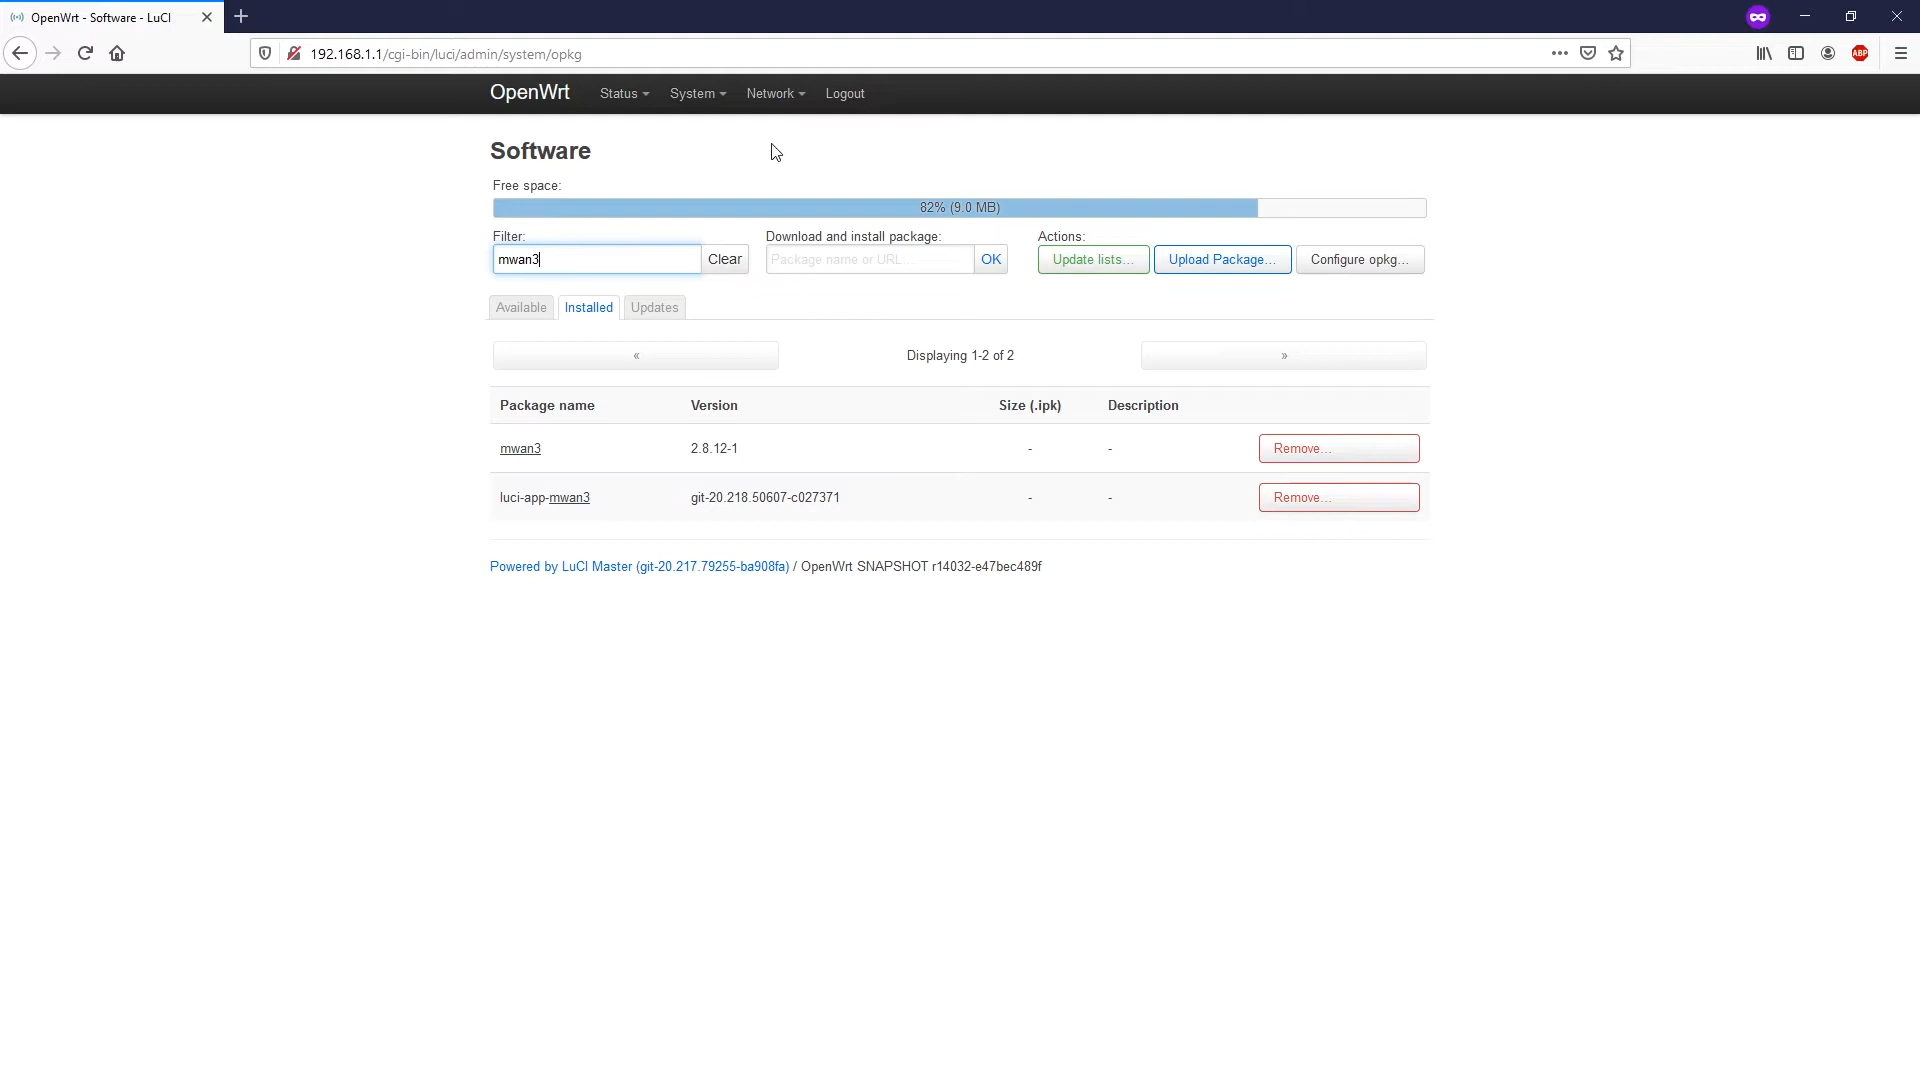 OpenWrt - Software - LuCI
192.168.1.1/cgi-bin/luci/admin/system/opkg
ABP
OpenWrt Status System Network Logout
Software
Free space:
82% (9.0 MB)
Filter: Download and install package: Actions:
mwan3 Clear Package name or URL… OK Update lists... Upload Package... Configure opkg...
Available Installed Updates
« Displaying 1-2 of 2 »
Package name Version Size (.ipk) Description
mwan3 2.8.12-1 - - Remove...
luci-app-mwan3 git-20.218.50607-c027371 - - Remove...
Powered by LuCI Master (git-20.217.79255-ba908fa) / OpenWrt SNAPSHOT r14032-e47bec489f